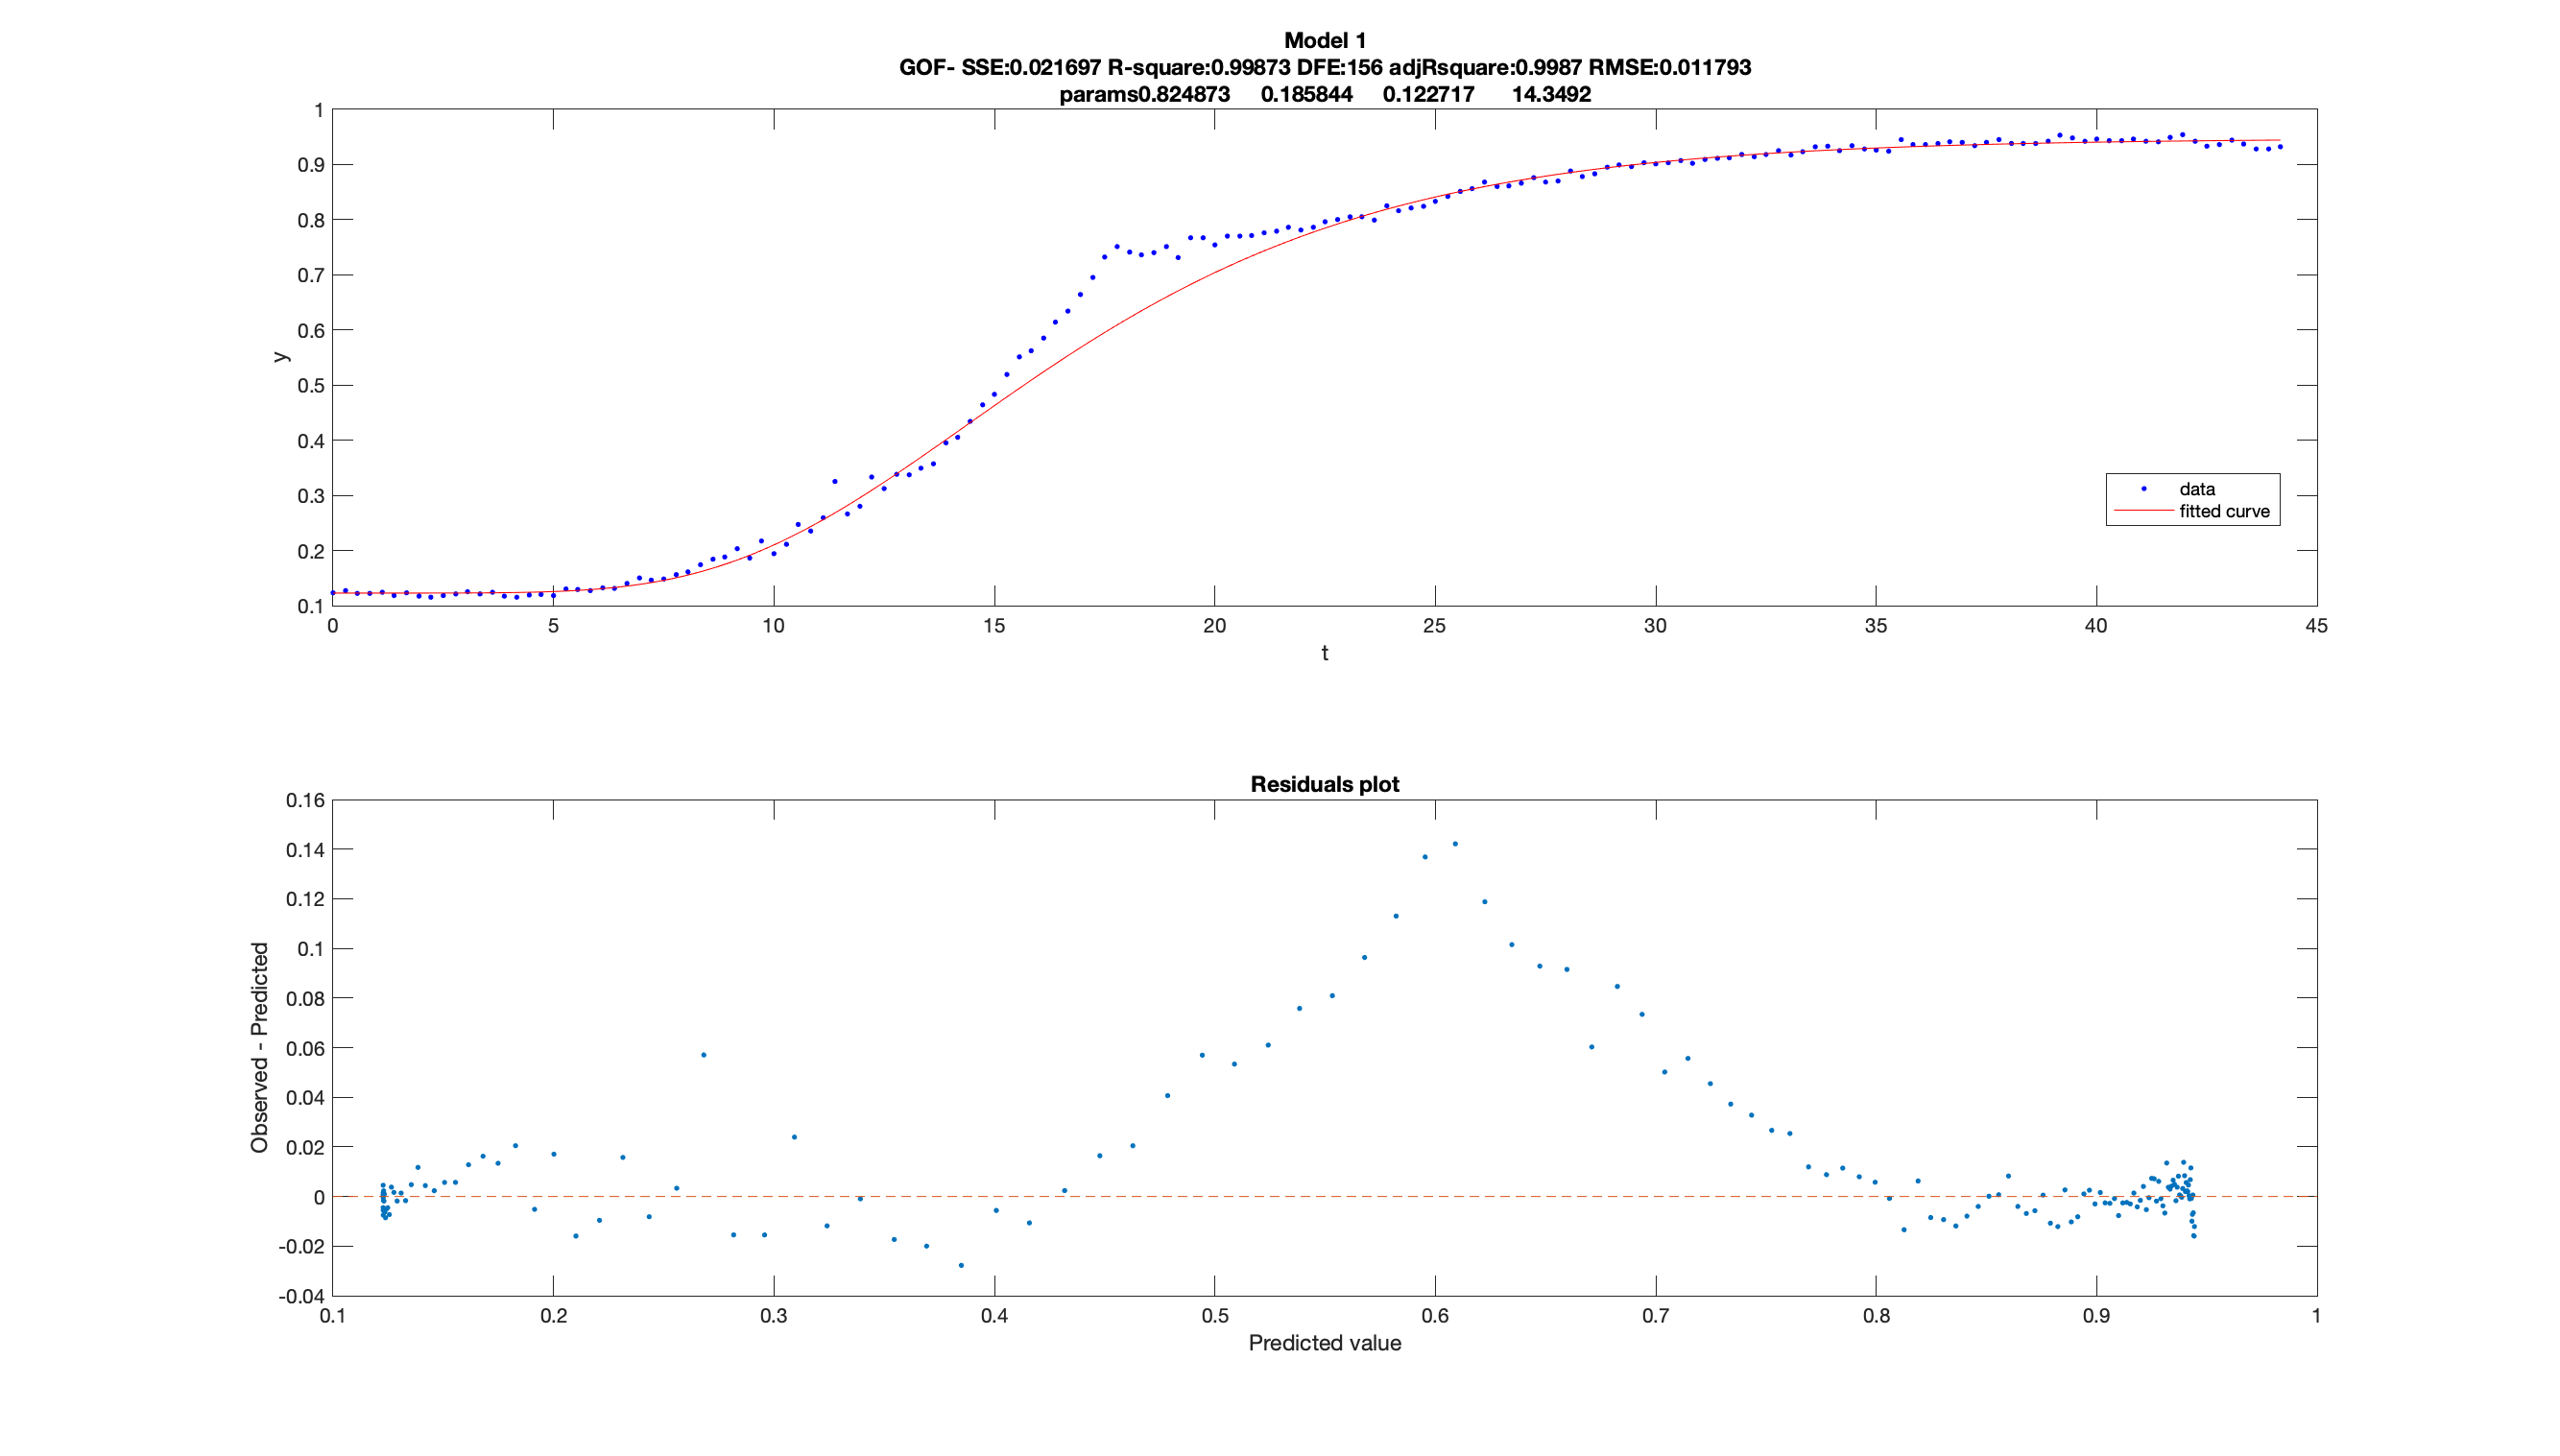 Model 1
GOF- SSE:0.021697 R-square:0.99873 DFE:156 adjRsquare:0.9987 RMSE:0.011793
params0.824873 0.185844 0.122717 14.3492
1
0.9
0.8
0.7
0.6
0.5
0.4
0.3
0.2
0.1
y
0 5 10 15 20 25 30 35 40 45
t
data
fitted curve
Residuals plot
0.16
0.14
0.12
0.1
0.08
0.06
0.04
0.02
0
-0.02
-0.04
Observed - Predicted
0.1 0.2 0.3 0.4 0.5 0.6 0.7 0.8 0.9 1
Predicted value